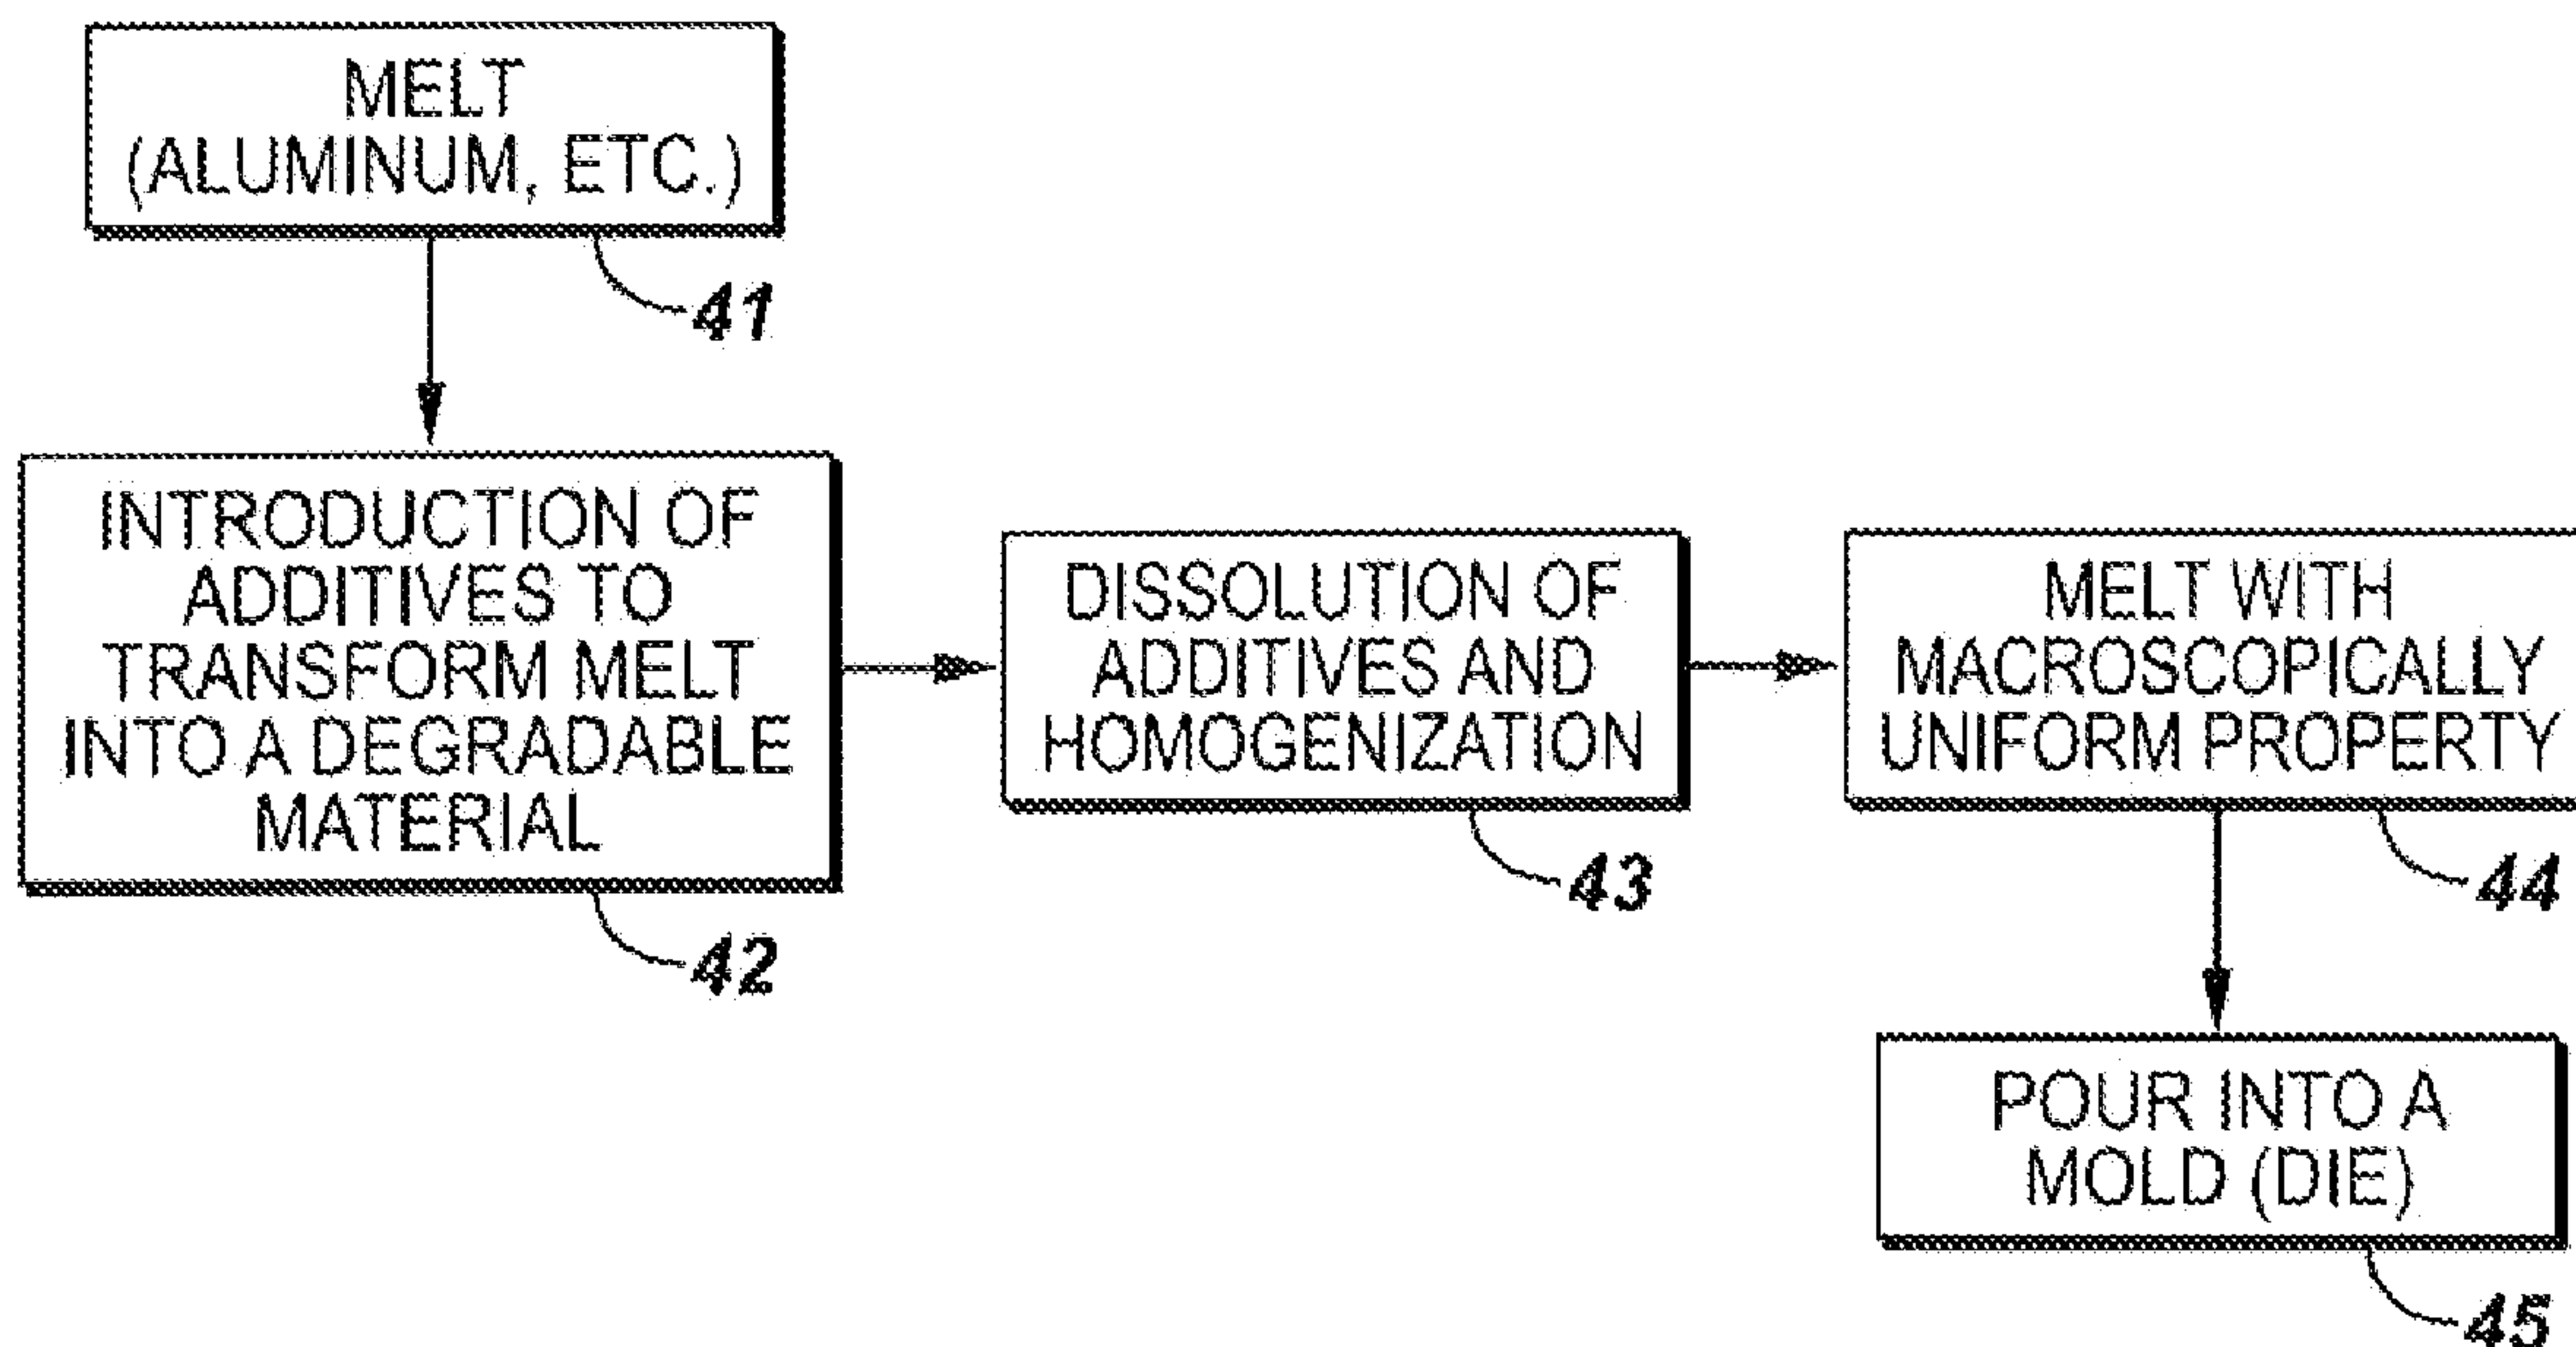 MELT
(ALUMINUM, ETC.)
41
INTRODUCTION OF
ADDITIVES TO
TRANSFORM MELT
INTO A DEGRADABLE
MATERIAL
42
DISSOLUTION OF
ADDITIVES AND
HOMOGENIZATION
43
MELT WITH
MACROSCOPICALLY
UNIFORM PROPERTY
44
POUR INTO A
MOLD (DIE)
45